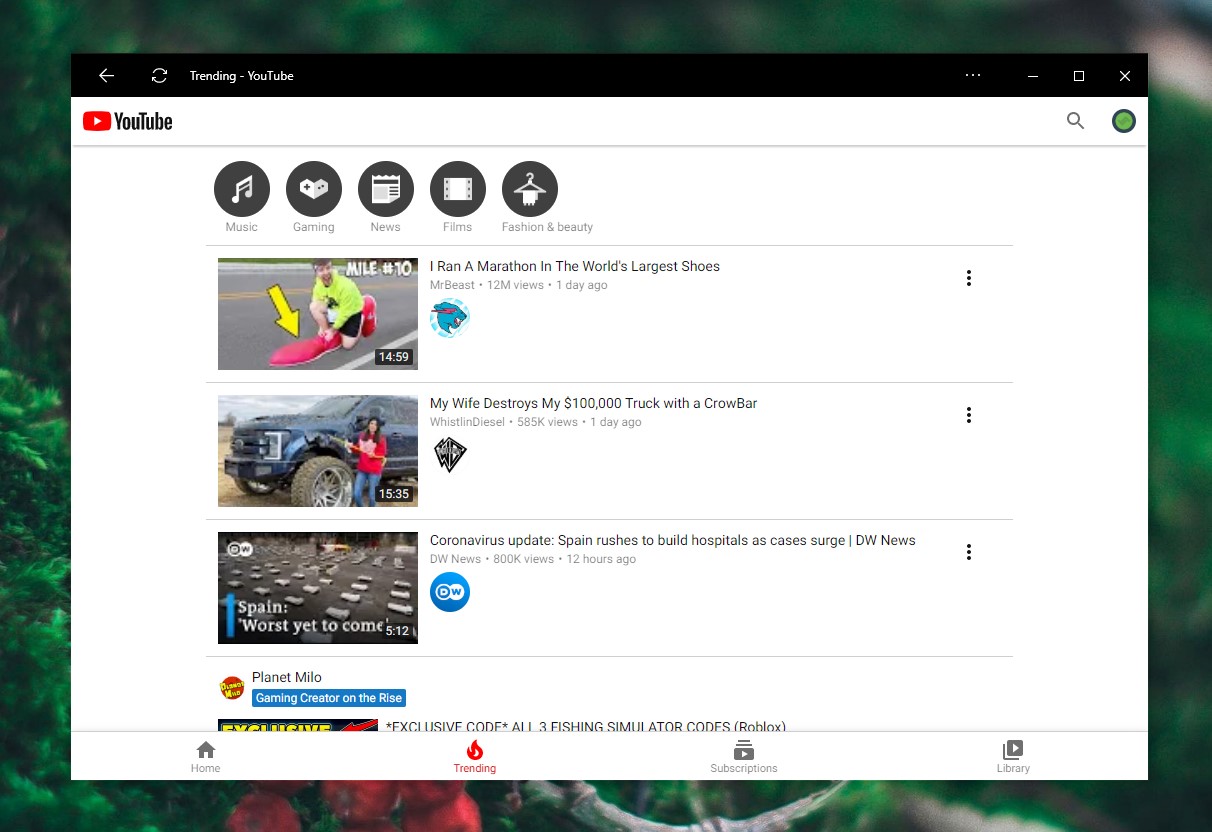 Trending - YouTube
YouTube
Music
Gaming
News
Films
Fashion & beauty
MILE #10
14:59
I Ran A Marathon In The World's Largest Shoes
MrBeast • 12M views • 1 day ago
15:35
My Wife Destroys My $100,000 Truck with a CrowBar
WhistlinDiesel • 585K views • 1 day ago
DW
Spain:
'Worst yet to come'
5:12
Coronavirus update: Spain rushes to build hospitals as cases surge | DW News
DW News • 800K views • 12 hours ago
DW
PLANET
MILO
Planet Milo
Gaming Creator on the Rise
EXCLUSIVE
*EXCLUSIVE CODE* ALL 3 FISHING SIMULATOR CODES (Roblox)
Home
Trending
Subscriptions
Library